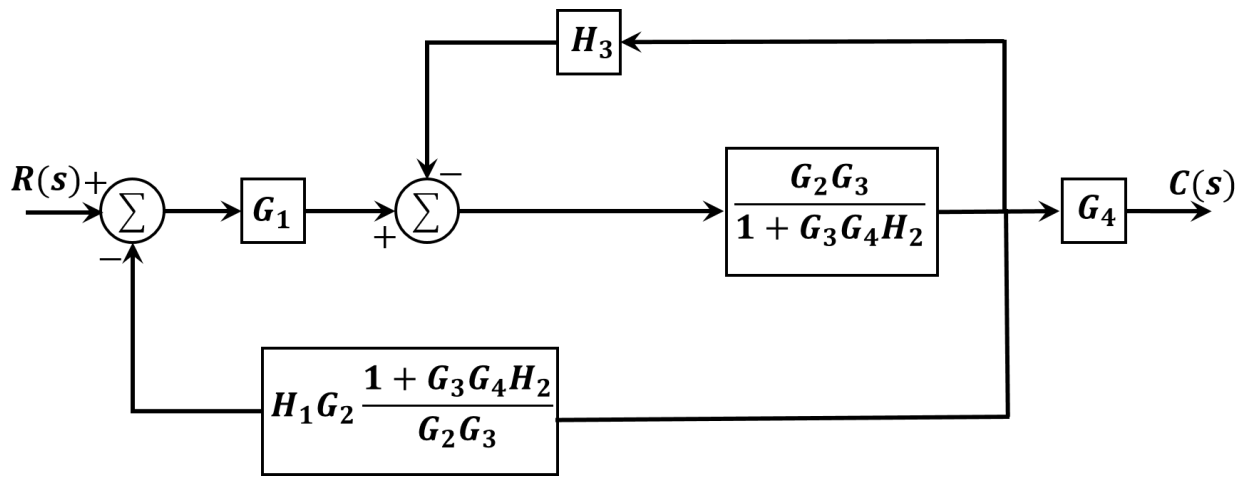 H₃
R(s) +
Σ
G₁
Σ
−
+
G₂G₃
1 + G₃G₄H₂
G₄
C(s)
−
H₁G₂
1 + G₃G₄H₂
G₂G₃